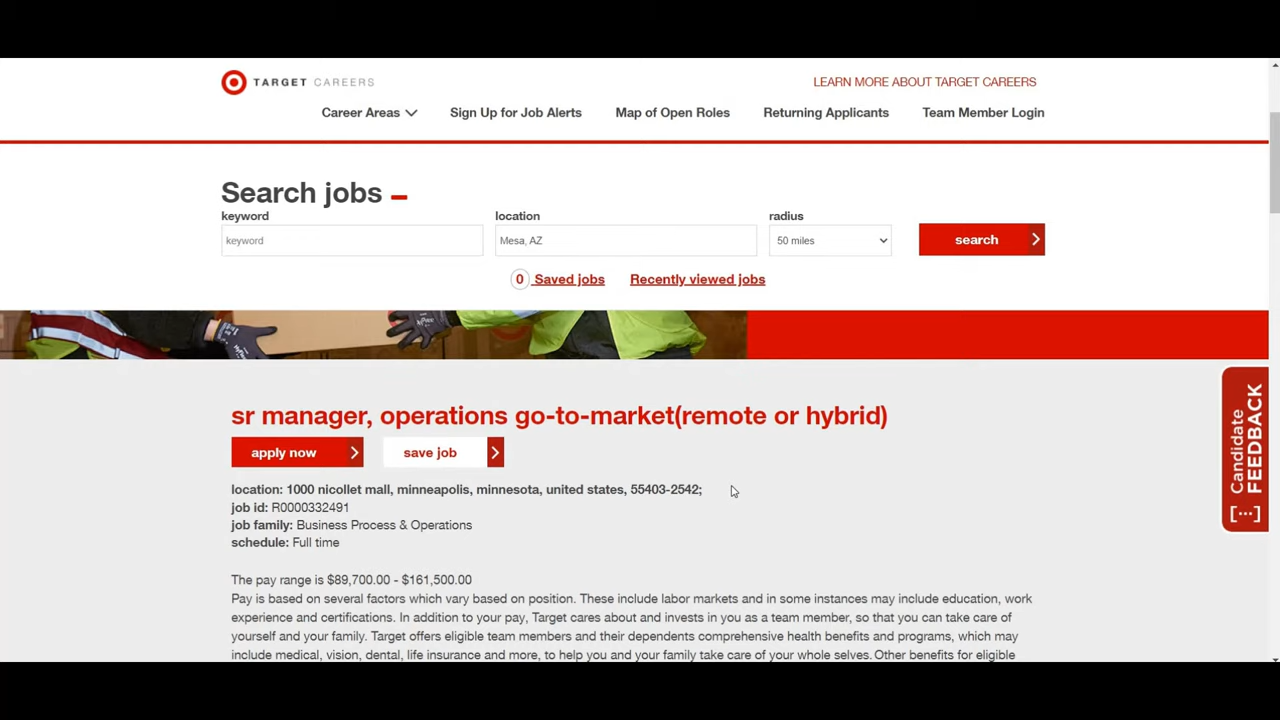 TARGET CAREERS
LEARN MORE ABOUT TARGET CAREERS
Career Areas
Sign Up for Job Alerts
Map of Open Roles
Returning Applicants
Team Member Login
Search jobs
keyword
location
radius
keyword
Mesa, AZ
50 miles
search
0 Saved jobs
Recently viewed jobs
[...] Candidate FEEDBACK
sr manager, operations go-to-market(remote or hybrid)
apply now
save job
location: 1000 nicollet mall, minneapolis, minnesota, united states, 55403-2542;
job id: R0000332491
job family: Business Process & Operations
schedule: Full time
The pay range is $89,700.00 - $161,500.00
Pay is based on several factors which vary based on position. These include labor markets and in some instances may include education, work
experience and certifications. In addition to your pay, Target cares about and invests in you as a team member, so that you can take care of
yourself and your family. Target offers eligible team members and their dependents comprehensive health benefits and programs, which may
include medical, vision, dental, life insurance and more, to help you and your family take care of your whole selves. Other benefits for eligible